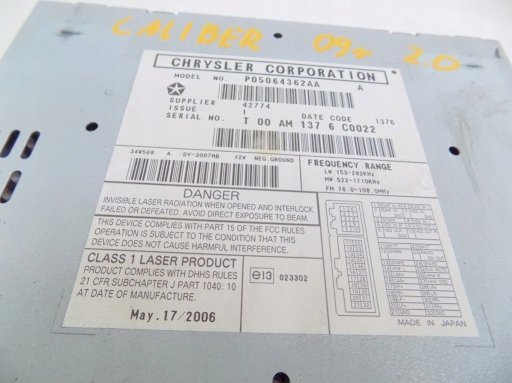 CALIBER 09r 2.0
CHRYSLER CORPORATION
MODEL NO. P05064362AA A
SUPPLIER 42774
ISSUE 1 DATE CODE 1376
SERIAL NO. T 00 AM 137 6 C0022
34W568 A /DY-3007MB 12V NEG.GROUND
FREQUENCY RANGE
LW 153-282KHz
MW 522-1710KHz
FM 76.0-108.0MHz
DANGER
INVISIBLE LASER RADIATION WHEN OPENED AND INTERLOCK
FAILED OR DEFEATED. AVOID DIRECT EXPOSURE TO BEAM.
THIS DEVICE COMPLIES WITH PART 15 OF THE FCC RULES
OPERATION IS SUBJECT TO THE CONDITION THAT THIS
DEVICE DOES NOT CAUSE HARMFUL INTERFERENCE.
CLASS 1 LASER PRODUCT
PRODUCT COMPLIES WITH DHHS RULES
21 CFR SUBCHAPTER J PART 1040: 10
AT DATE OF MANUFACTURE.
e13 023302
May.17/2006
MADE IN JAPAN